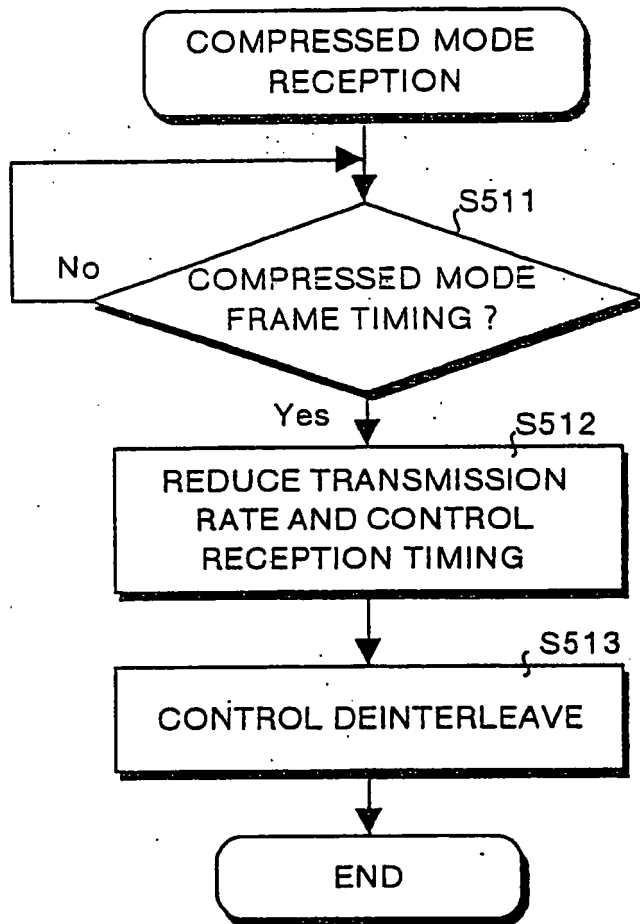 COMPRESSED MODE
RECEPTION
S511
No
COMPRESSED MODE
FRAME TIMING ?
Yes
S512
REDUCE TRANSMISSION
RATE AND CONTROL
RECEPTION TIMING
S513
CONTROL DEINTERLEAVE
END